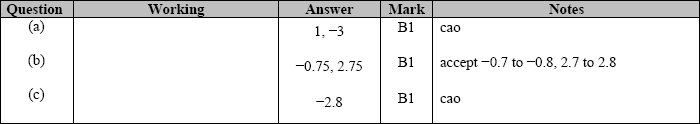 Question Working Answer Mark Notes
(a) 1, −3 B1 cao
(b) −0.75, 2.75 B1 accept −0.7 to −0.8, 2.7 to 2.8
(c) −2.8 B1 cao